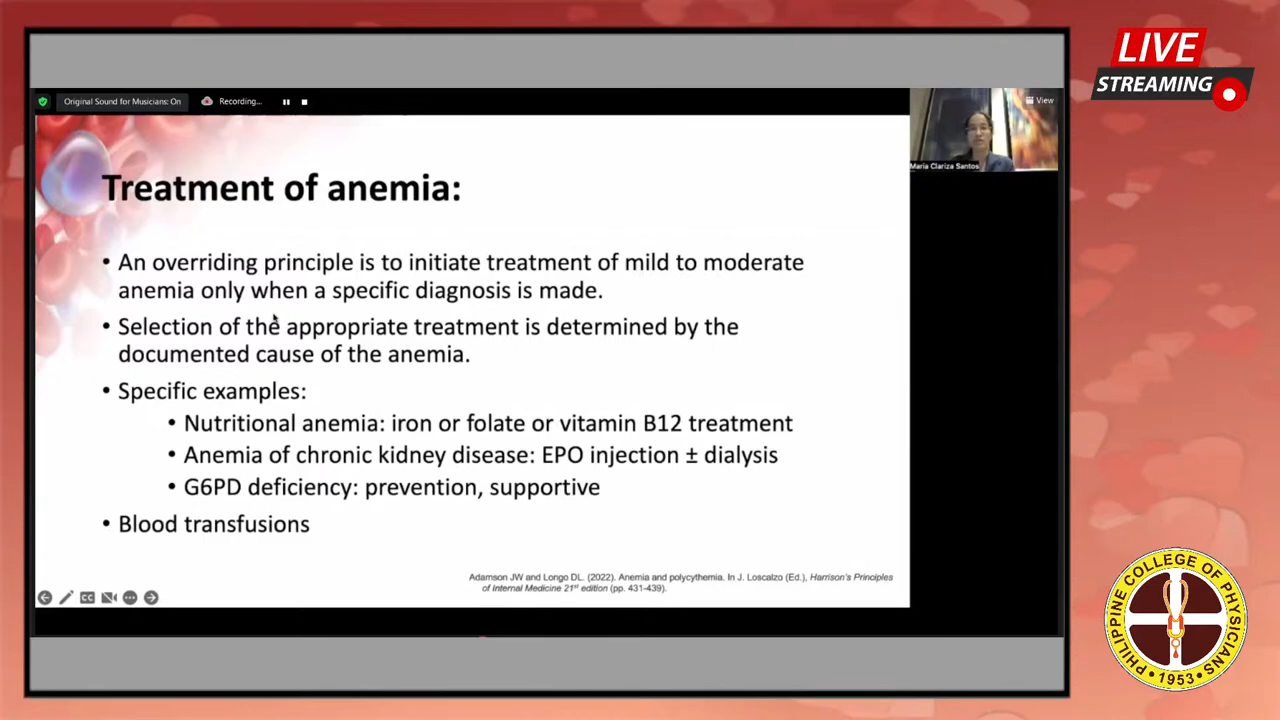 LIVE
STREAMING
Original Sound for Musicians: On
Recording...
View
Maria Clariza Santos
Treatment of anemia:
• An overriding principle is to initiate treatment of mild to moderate
anemia only when a specific diagnosis is made.
• Selection of the appropriate treatment is determined by the
documented cause of the anemia.
• Specific examples:
• Nutritional anemia: iron or folate or vitamin B12 treatment
• Anemia of chronic kidney disease: EPO injection ± dialysis
• G6PD deficiency: prevention, supportive
• Blood transfusions
Adamson JW and Longo DL. (2022). Anemia and polycythemia. In J. Loscalzo (Ed.), Harrison's Principles
of Internal Medicine 21st edition (pp. 431-439).
CC
PHILIPPINE COLLEGE OF PHYSICIANS
1953